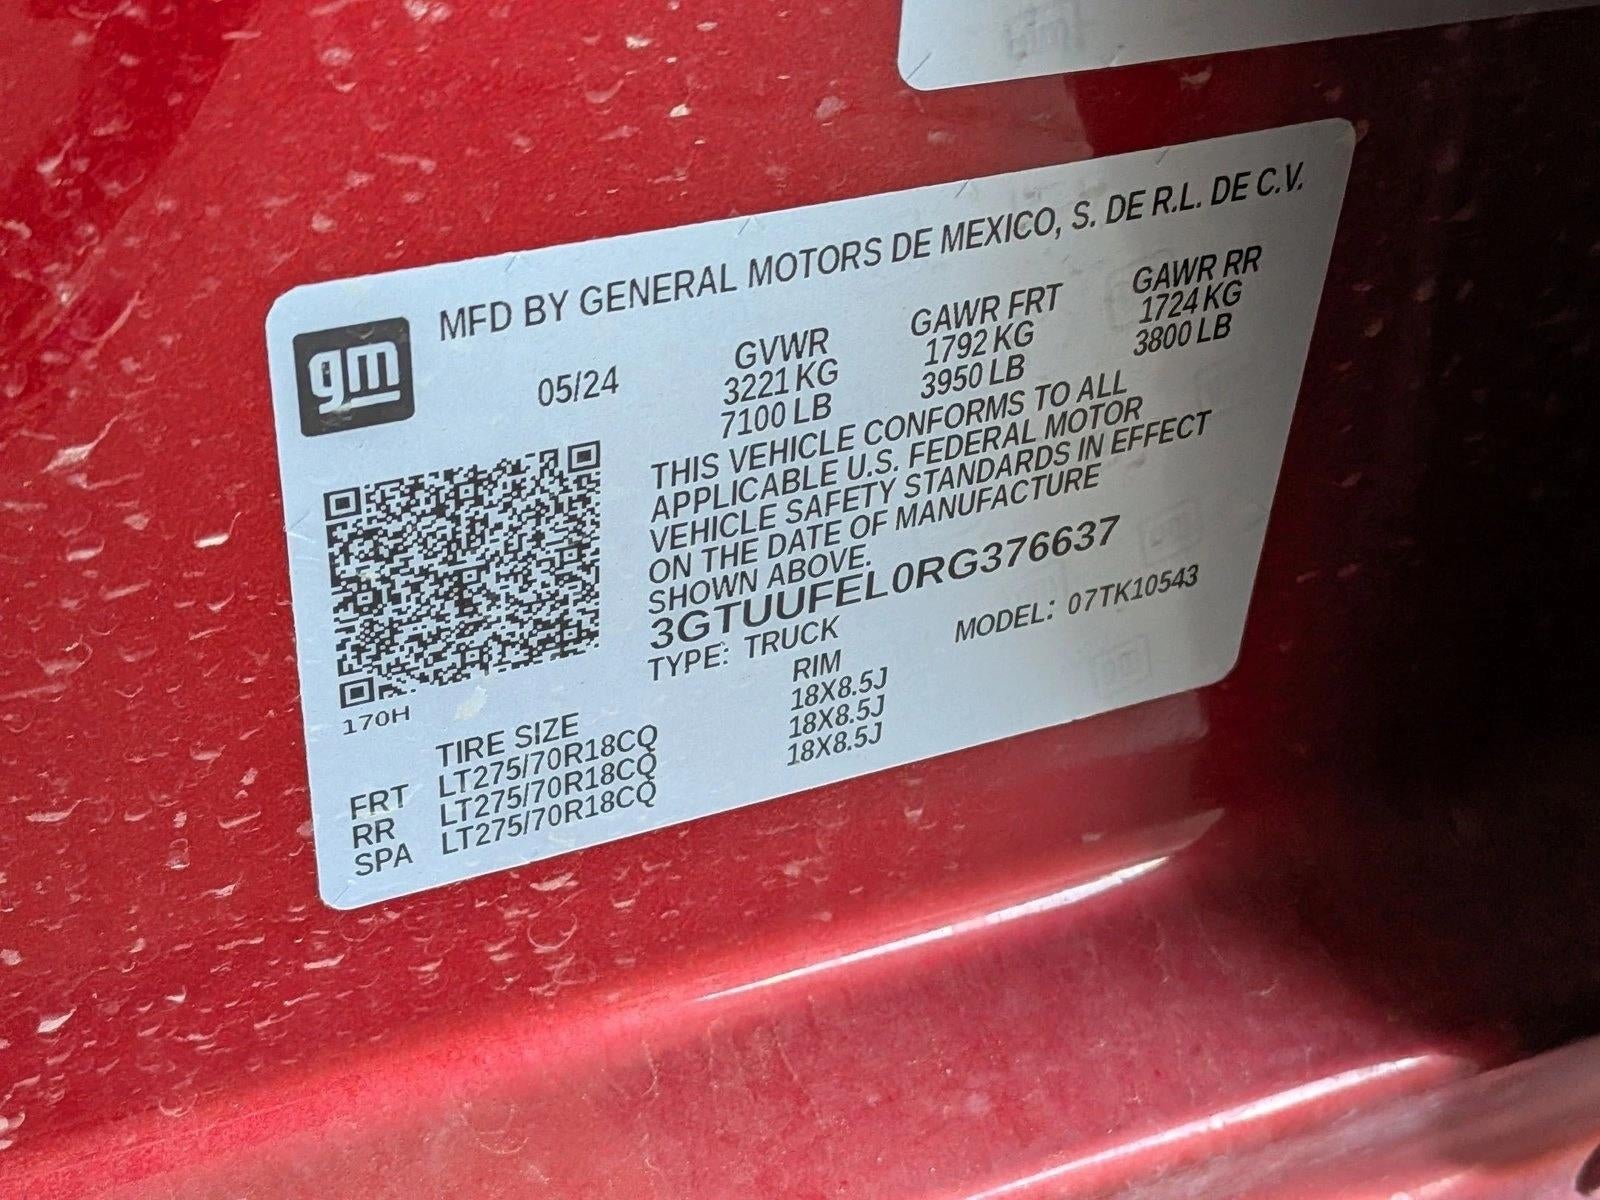 gm
MFD BY GENERAL MOTORS DE MEXICO, S. DE R.L. DE C.V.
05/24 GVWR GAWR FRT GAWR RR
3221 KG 1792 KG 1724 KG
7100 LB 3950 LB 3800 LB
THIS VEHICLE CONFORMS TO ALL
APPLICABLE U.S. FEDERAL MOTOR
VEHICLE SAFETY STANDARDS IN EFFECT
ON THE DATE OF MANUFACTURE
SHOWN ABOVE.
3GTUUFEL0RG376637
TYPE: TRUCK MODEL: 07TK10543
170H
TIRE SIZE RIM
FRT LT275/70R18CQ 18X8.5J
RR LT275/70R18CQ 18X8.5J
SPA LT275/70R18CQ 18X8.5J